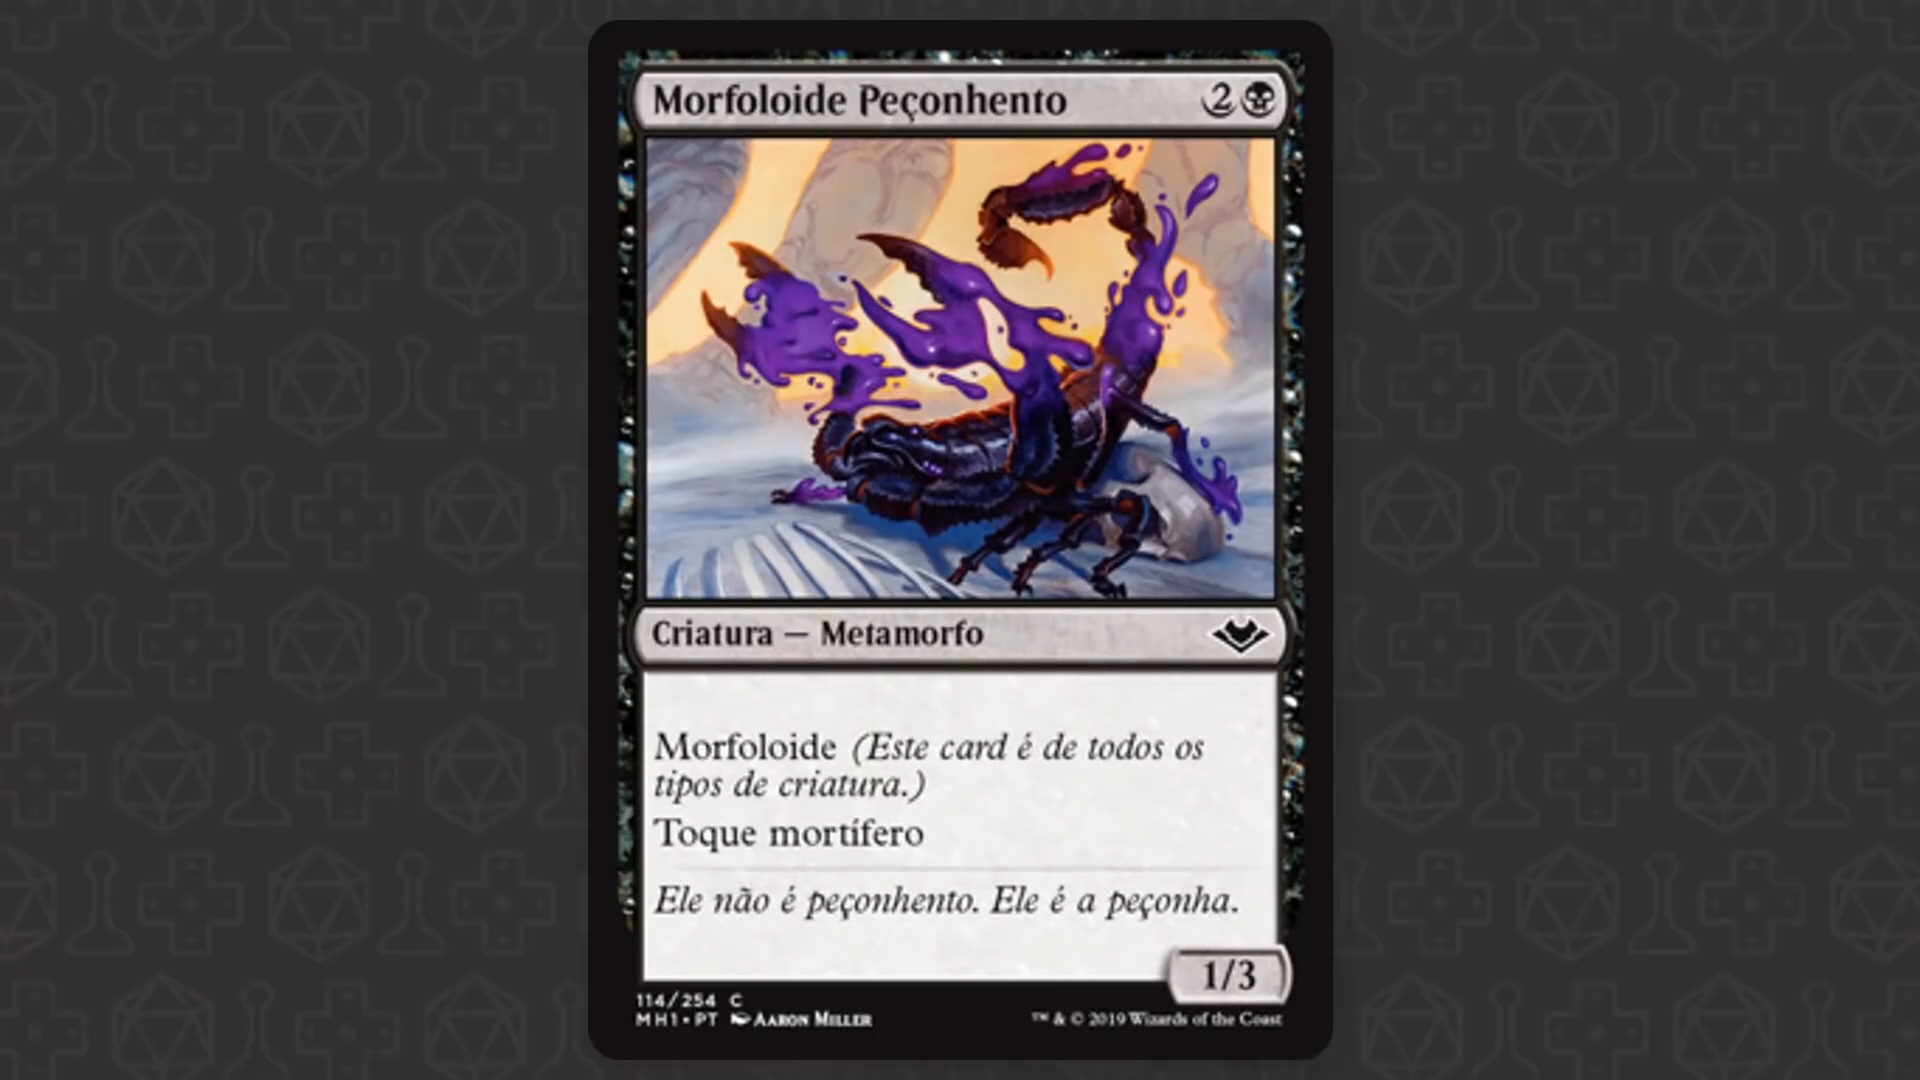 Morfoloide Peçonhento 2
Criatura — Metamorfo
Morfoloide (Este card é de todos os
tipos de criatura.)
Toque mortífero
Ele não é peçonhento. Ele é a peçonha.
1/3
114/254 C
MH1 • PT AARON MILLER
™ & © 2019 Wizards of the Coast